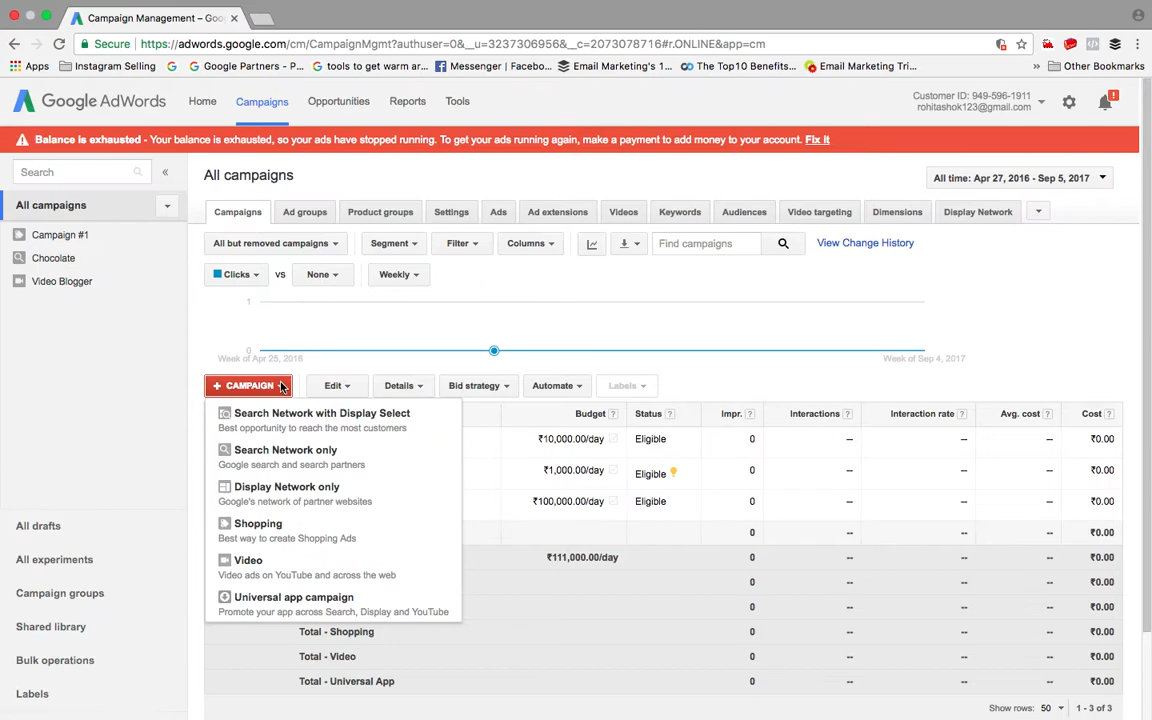 Campaign Management – Goo
Secure
https://adwords.google.com/cm/CampaignMgmt?authuser=0&__u=3237306956&__c=2073078716#r.ONLINE&app=cm
Apps
Instagram Selling
Google Partners - P...
tools to get warm ar...
Messenger | Facebo...
Email Marketing's 1...
The Top10 Benefits...
Email Marketing Tri...
»
Other Bookmarks
Google AdWords
Home
Campaigns
Opportunities
Reports
Tools
Customer ID: 949-596-1911
rohitashok123@gmail.com
!
Balance is exhausted - Your balance is exhausted, so your ads have stopped running. To get your ads running again, make a payment to add money to your account. Fix it
Search
«
All campaigns
Campaign #1
Chocolate
Video Blogger
All drafts
All experiments
Campaign groups
Shared library
Bulk operations
Labels
All campaigns
All time: Apr 27, 2016 - Sep 5, 2017
Campaigns
Ad groups
Product groups
Settings
Ads
Ad extensions
Videos
Keywords
Audiences
Video targeting
Dimensions
Display Network
All but removed campaigns
Segment
Filter
Columns
Find campaigns
View Change History
Clicks
vs
None
Weekly
1
0
Week of Apr 25, 2016
Week of Sep 4, 2017
+ CAMPAIGN
Edit
Details
Bid strategy
Automate
Labels
Search Network with Display Select
Best opportunity to reach the most customers
Search Network only
Google search and search partners
Display Network only
Google's network of partner websites
Shopping
Best way to create Shopping Ads
Video
Video ads on YouTube and across the web
Universal app campaign
Promote your app across Search, Display and YouTube
Budget ? Status ? Impr. ? Interactions ? Interaction rate ? Avg. cost ? Cost ?
₹10,000.00/day Eligible 0 -- -- -- ₹0.00
₹1,000.00/day Eligible 0 -- -- -- ₹0.00
₹100,000.00/day Eligible 0 -- -- -- ₹0.00
0 -- -- -- ₹0.00
₹111,000.00/day 0 -- -- -- ₹0.00
0 -- -- -- ₹0.00
0 -- -- -- ₹0.00
Total - Shopping 0 -- -- -- ₹0.00
Total - Video 0 -- -- -- ₹0.00
Total - Universal App 0 -- -- -- ₹0.00
Show rows: 50 1 - 3 of 3